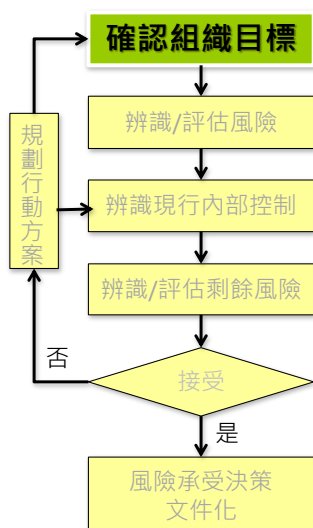 確認組織目標
辨識/評估風險
規劃行動方案
辨識現行內部控制
辨識/評估剩餘風險
否
接受
是
風險承受決策
文件化